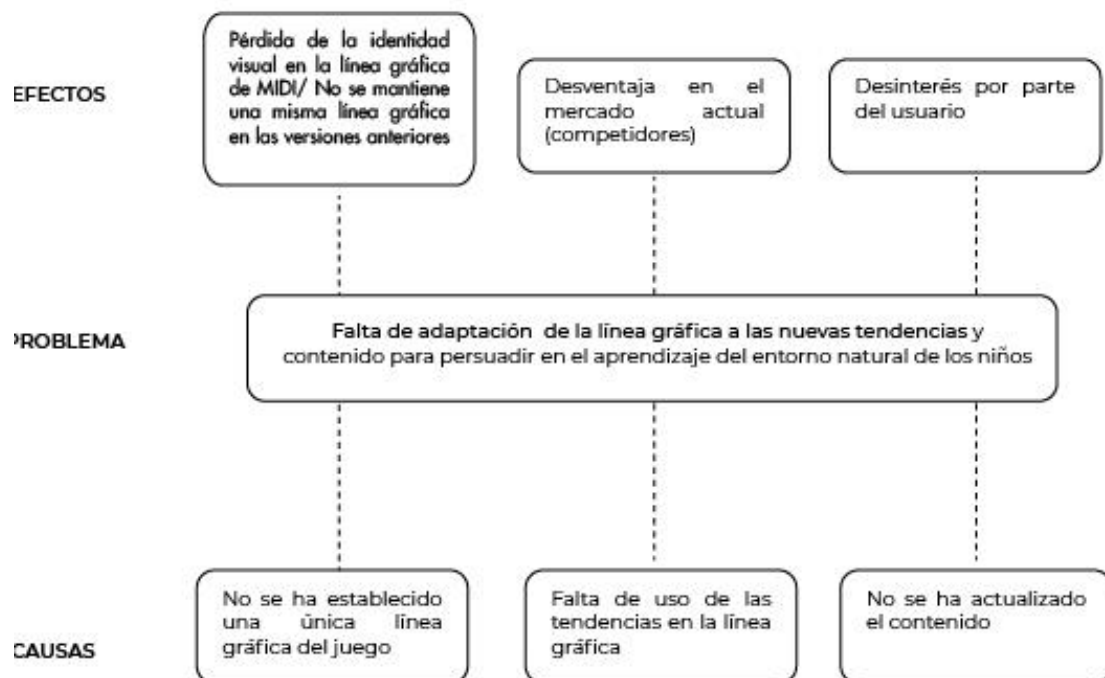 EFECTOS
Pérdida de la identidad
visual en la línea gráfica
de MIDI/ No se mantiene
una misma línea gráfica
en las versiones anteriores
Desventaja en el
mercado actual
(competidores)
Desinterés por parte
del usuario
PROBLEMA
Falta de adaptación de la línea gráfica a las nuevas tendencias y
contenido para persuadir en el aprendizaje del entorno natural de los niños
CAUSAS
No se ha establecido
una única línea
gráfica del juego
Falta de uso de las
tendencias en la línea
gráfica
No se ha actualizado
el contenido